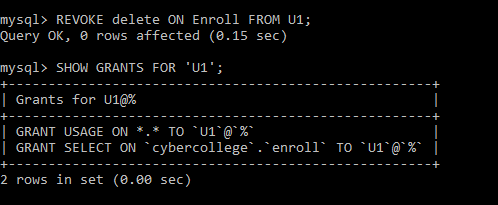 mysql> REVOKE delete ON Enroll FROM U1;
Query OK, 0 rows affected (0.15 sec)
mysql> SHOW GRANTS FOR 'U1';
+-----------------------------------------------------+
| Grants for U1@%                                     |
+-----------------------------------------------------+
| GRANT USAGE ON *.* TO `U1`@`%`                      |
| GRANT SELECT ON `cybercollege`.`enroll` TO `U1`@`%` |
+-----------------------------------------------------+
2 rows in set (0.00 sec)